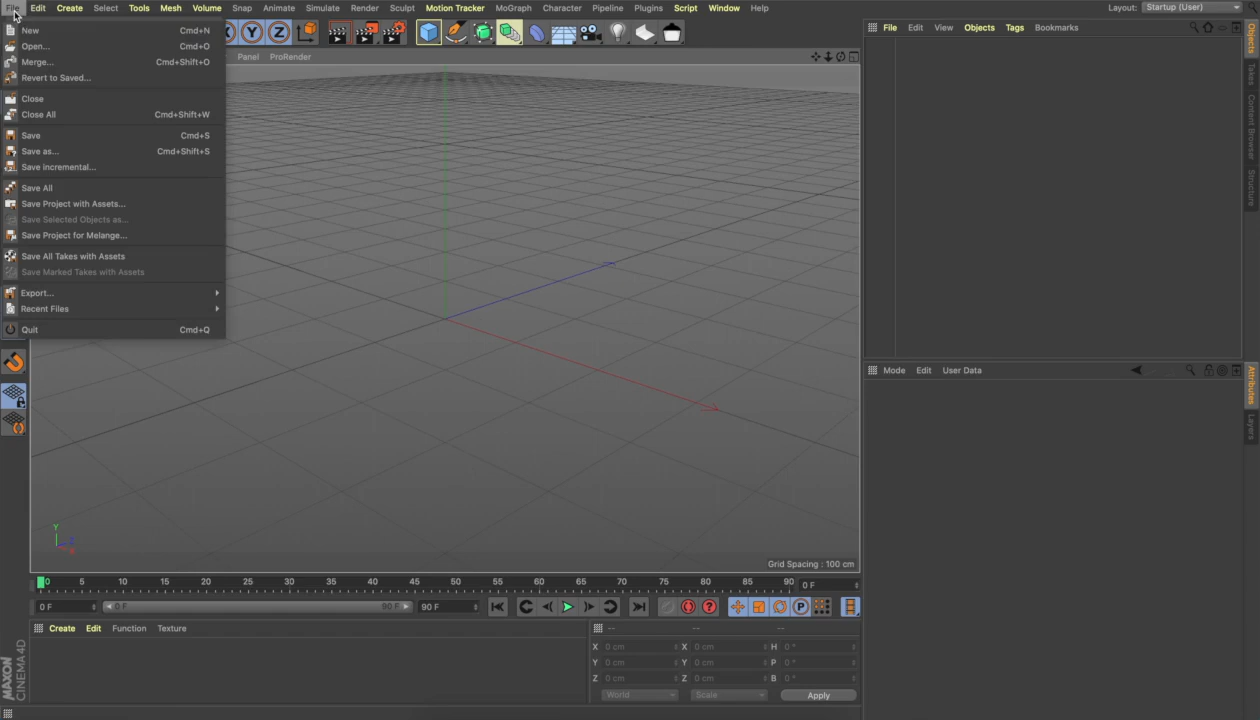 File Edit Create Select Tools Mesh Volume Snap Animate Simulate Render Sculpt Motion Tracker MoGraph Character Pipeline Plugins Script Window Help Layout: Startup (User)
New Cmd+N
Open... Cmd+O
Merge... Cmd+Shift+O
Revert to Saved...
Close
Close All Cmd+Shift+W
Save Cmd+S
Save as... Cmd+Shift+S
Save Incremental...
Save All
Save Project with Assets...
Save Selected Objects as...
Save Project for Melange...
Save All Takes with Assets
Save Marked Takes with Assets
Export...
Recent Files
Quit Cmd+Q
X Y Z
Panel ProRender
File Edit View Objects Tags Bookmarks
Objects
Takes
Content Browser
Structure
Mode Edit User Data
Attributes
Layers
Y
Z
X
Grid Spacing : 100 cm
0 5 10 15 20 25 30 35 40 45 50 55 60 65 70 75 80 85 90 0 F
0 F 0 F 90 F 90 F
P
Create Edit Function Texture
-- -- --
X 0 cm X 0 cm H 0 °
Y 0 cm Y 0 cm P 0 °
Z 0 cm Z 0 cm B 0 °
World Scale Apply
MAXON
CINEMA 4D